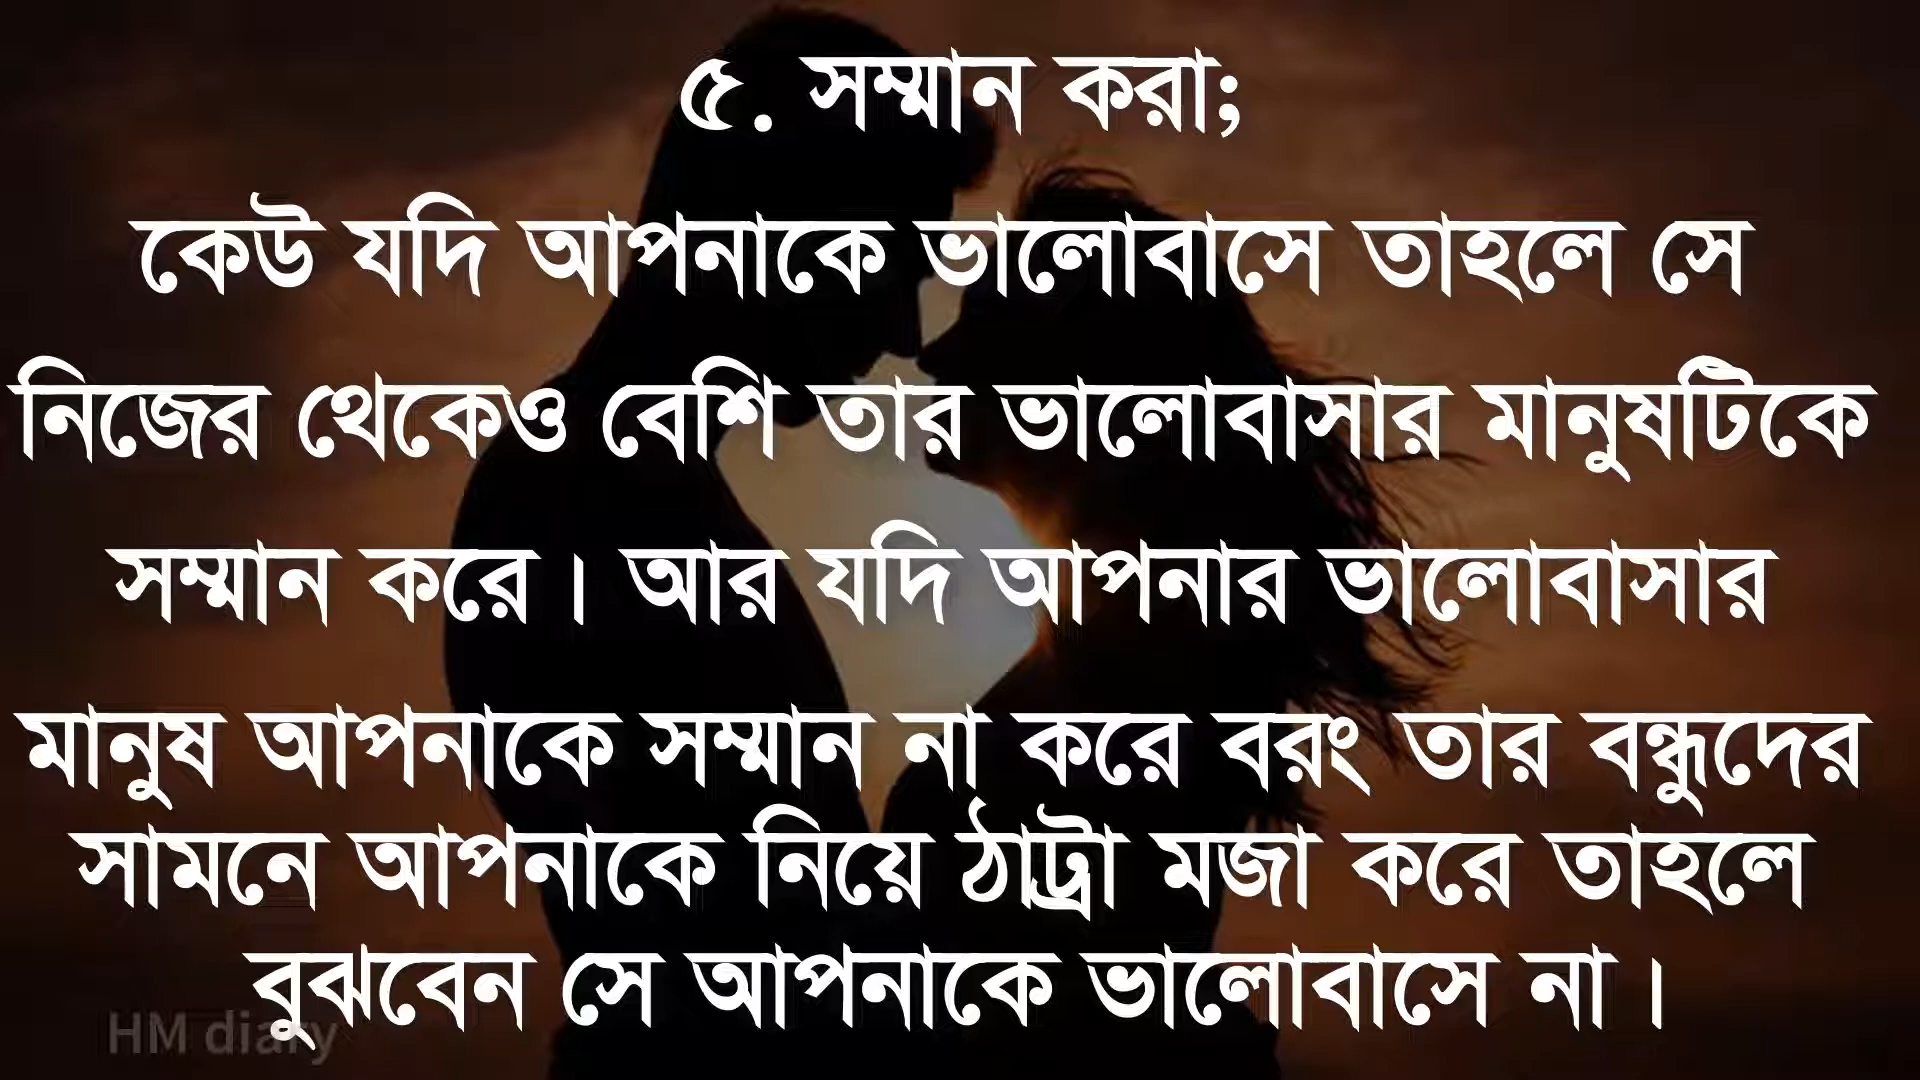 ৫. সম্মান করা;
কেউ যদি আপনাকে ভালোবাসে তাহলে সে
নিজের থেকেও বেশি তার ভালোবাসার মানুষটিকে
সম্মান করে। আর যদি আপনার ভালোবাসার
মানুষ আপনাকে সম্মান না করে বরং তার বন্ধুদের
সামনে আপনাকে নিয়ে ঠাট্রা মজা করে তাহলে
বুঝবেন সে আপনাকে ভালোবাসে না।
HM diary